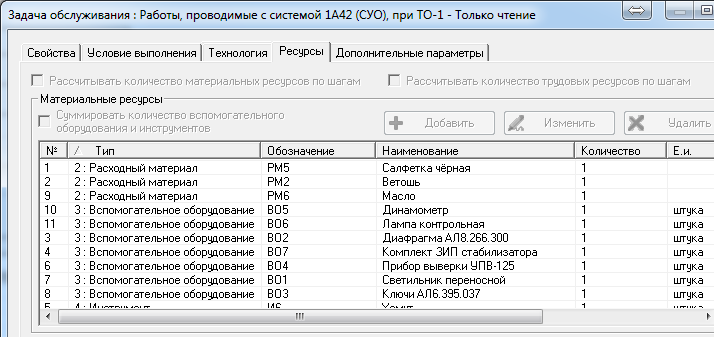 Задача обслуживания : Работы, проводимые с системой 1А42 (СУО), при ТО-1 - Только чтение
Свойства Условие выполнения Технология Ресурсы Дополнительные параметры
Рассчитывать количество материальных ресурсов по шагам Рассчитывать количество трудовых ресурсов по шагам
Материальные ресурсы
Суммировать количество вспомогательного
оборудования и инструментов
Добавить Изменить Удалить
№ / Тип Обозначение Наименование Количество Е.и.
1 2 : Расходный материал РМ5 Салфетка чёрная 1
2 2 : Расходный материал РМ2 Ветошь 1
9 2 : Расходный материал РМ6 Масло 1
10 3 : Вспомогательное оборудование ВО5 Динамометр 1 штука
11 3 : Вспомогательное оборудование ВО6 Лампа контрольная 1 штука
3 3 : Вспомогательное оборудование ВО2 Диафрагма АЛ8.266.300 1 штука
4 3 : Вспомогательное оборудование ВО7 Комплект ЗИП стабилизатора 1 штука
6 3 : Вспомогательное оборудование ВО4 Прибор выверки УПВ-125 1 штука
7 3 : Вспомогательное оборудование ВО1 Светильник переносной 1 штука
8 3 : Вспомогательное оборудование ВО3 Ключи АЛ6.395.037 1 штука
5 4 : Инструмент И6 Хомут 1 штука